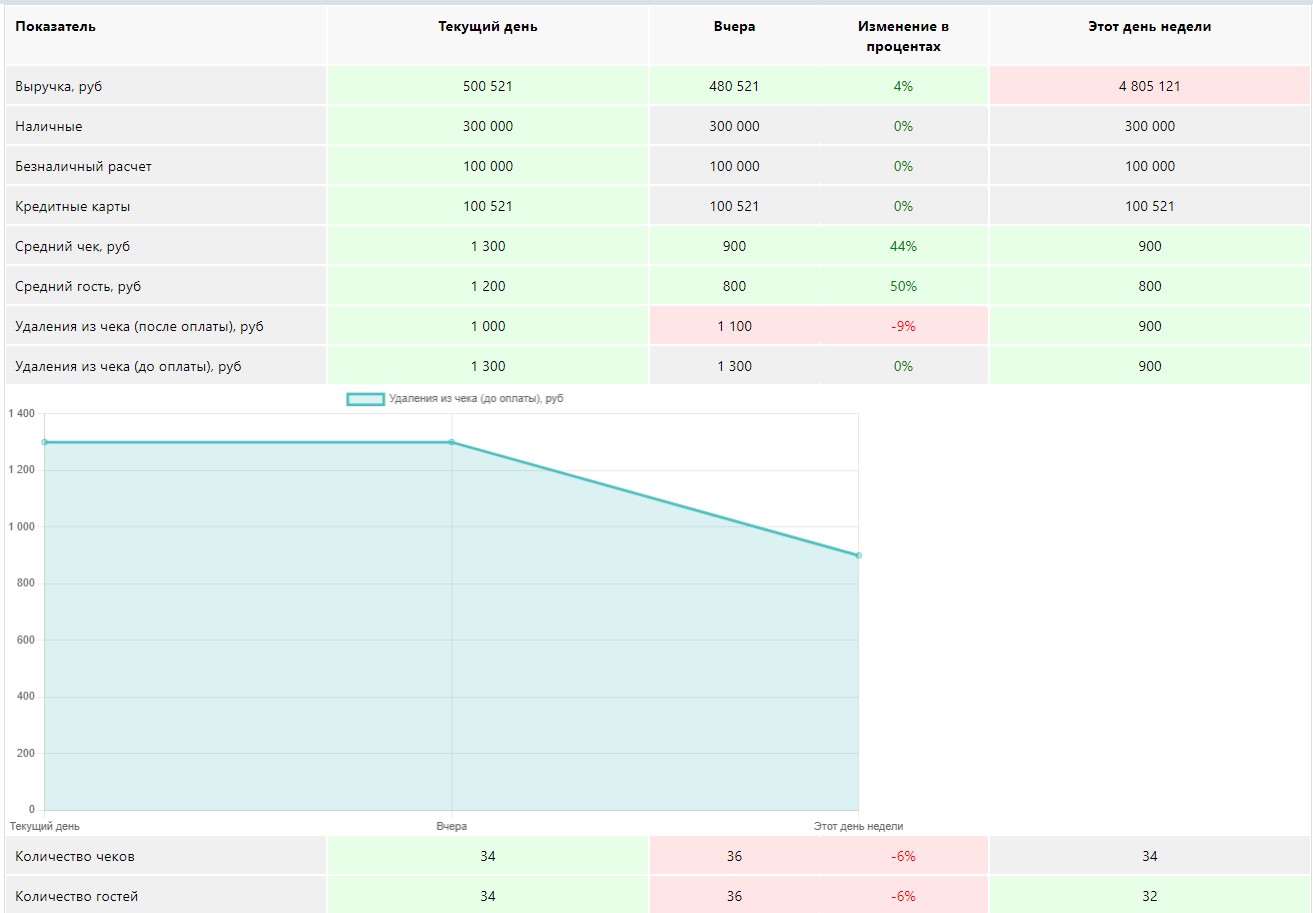 Показатель Текущий день Вчера Изменение в процентах Этот день недели
Выручка, руб 500 521 480 521 4% 4 805 121
Наличные 300 000 300 000 0% 300 000
Безналичный расчет 100 000 100 000 0% 100 000
Кредитные карты 100 521 100 521 0% 100 521
Средний чек, руб 1 300 900 44% 900
Средний гость, руб 1 200 800 50% 800
Удаления из чека (после оплаты), руб 1 000 1 100 -9% 900
Удаления из чека (до оплаты), руб 1 300 1 300 0% 900
Удаления из чека (до оплаты), руб
1 400
1 200
1 000
800
600
400
200
0
Текущий день Вчера Этот день недели
Количество чеков 34 36 -6% 34
Количество гостей 34 36 -6% 32